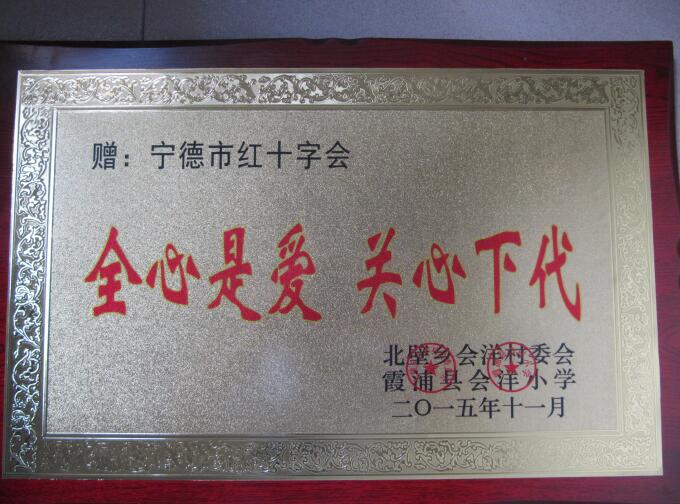 赠：宁德市红十字会
全心是爱 关心下代
北壁乡会洋村委会
霞浦县会洋小学
二〇一五年十一月